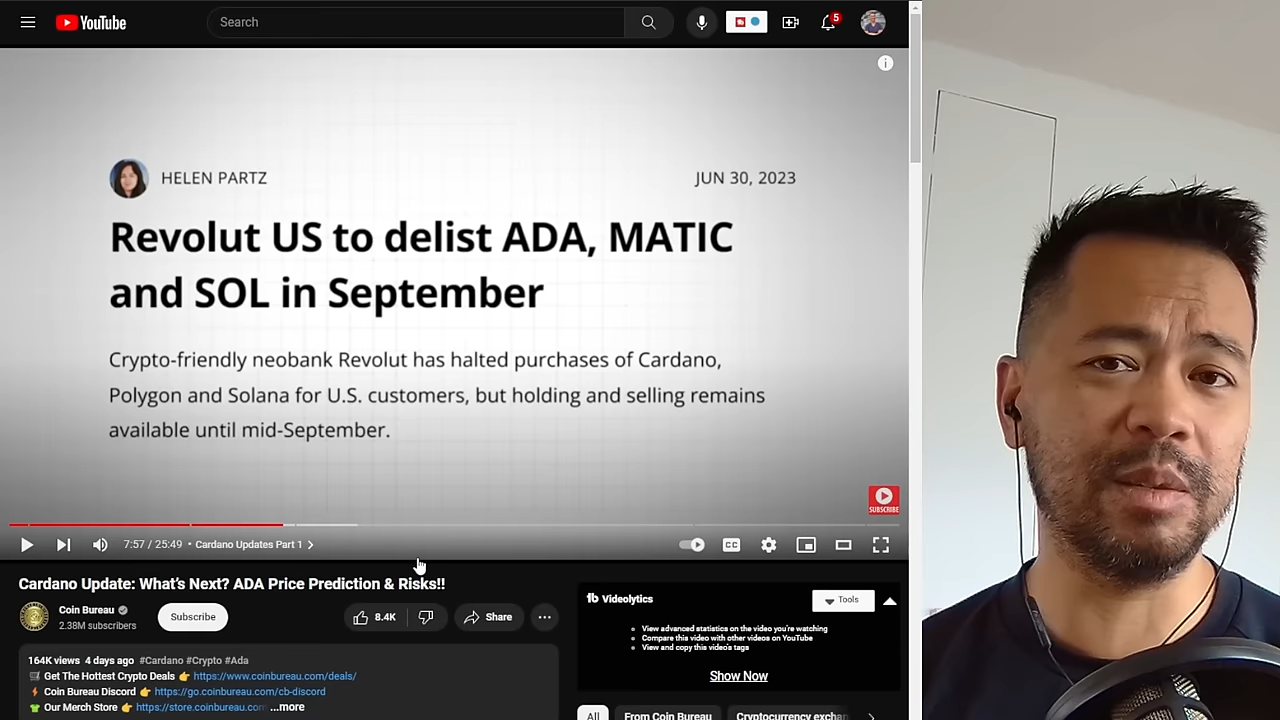 YouTube
Search
5
HELEN PARTZ
JUN 30, 2023
Revolut US to delist ADA, MATIC
and SOL in September
Crypto-friendly neobank Revolut has halted purchases of Cardano,
Polygon and Solana for U.S. customers, but holding and selling remains
available until mid-September.
SUBSCRIBE
7:57 / 25:49 • Cardano Updates Part 1
CC
Cardano Update: What's Next? ADA Price Prediction & Risks!!
Coin Bureau
2.38M subscribers
Subscribe
8.4K
Share
Videolytics
Tools
View advanced statistics on the video you're watching
Compare this video with other videos on YouTube
View and copy this video's tags
Show Now
164K views 4 days ago #Cardano #Crypto #Ada
Get The Hottest Crypto Deals 👉 https://www.coinbureau.com/deals/
Coin Bureau Discord 👉 https://go.coinbureau.com/cb-discord
Our Merch Store 👉 https://store.coinbureau.com ...more
All
From Coin Bureau
Cryptocurrency exchan